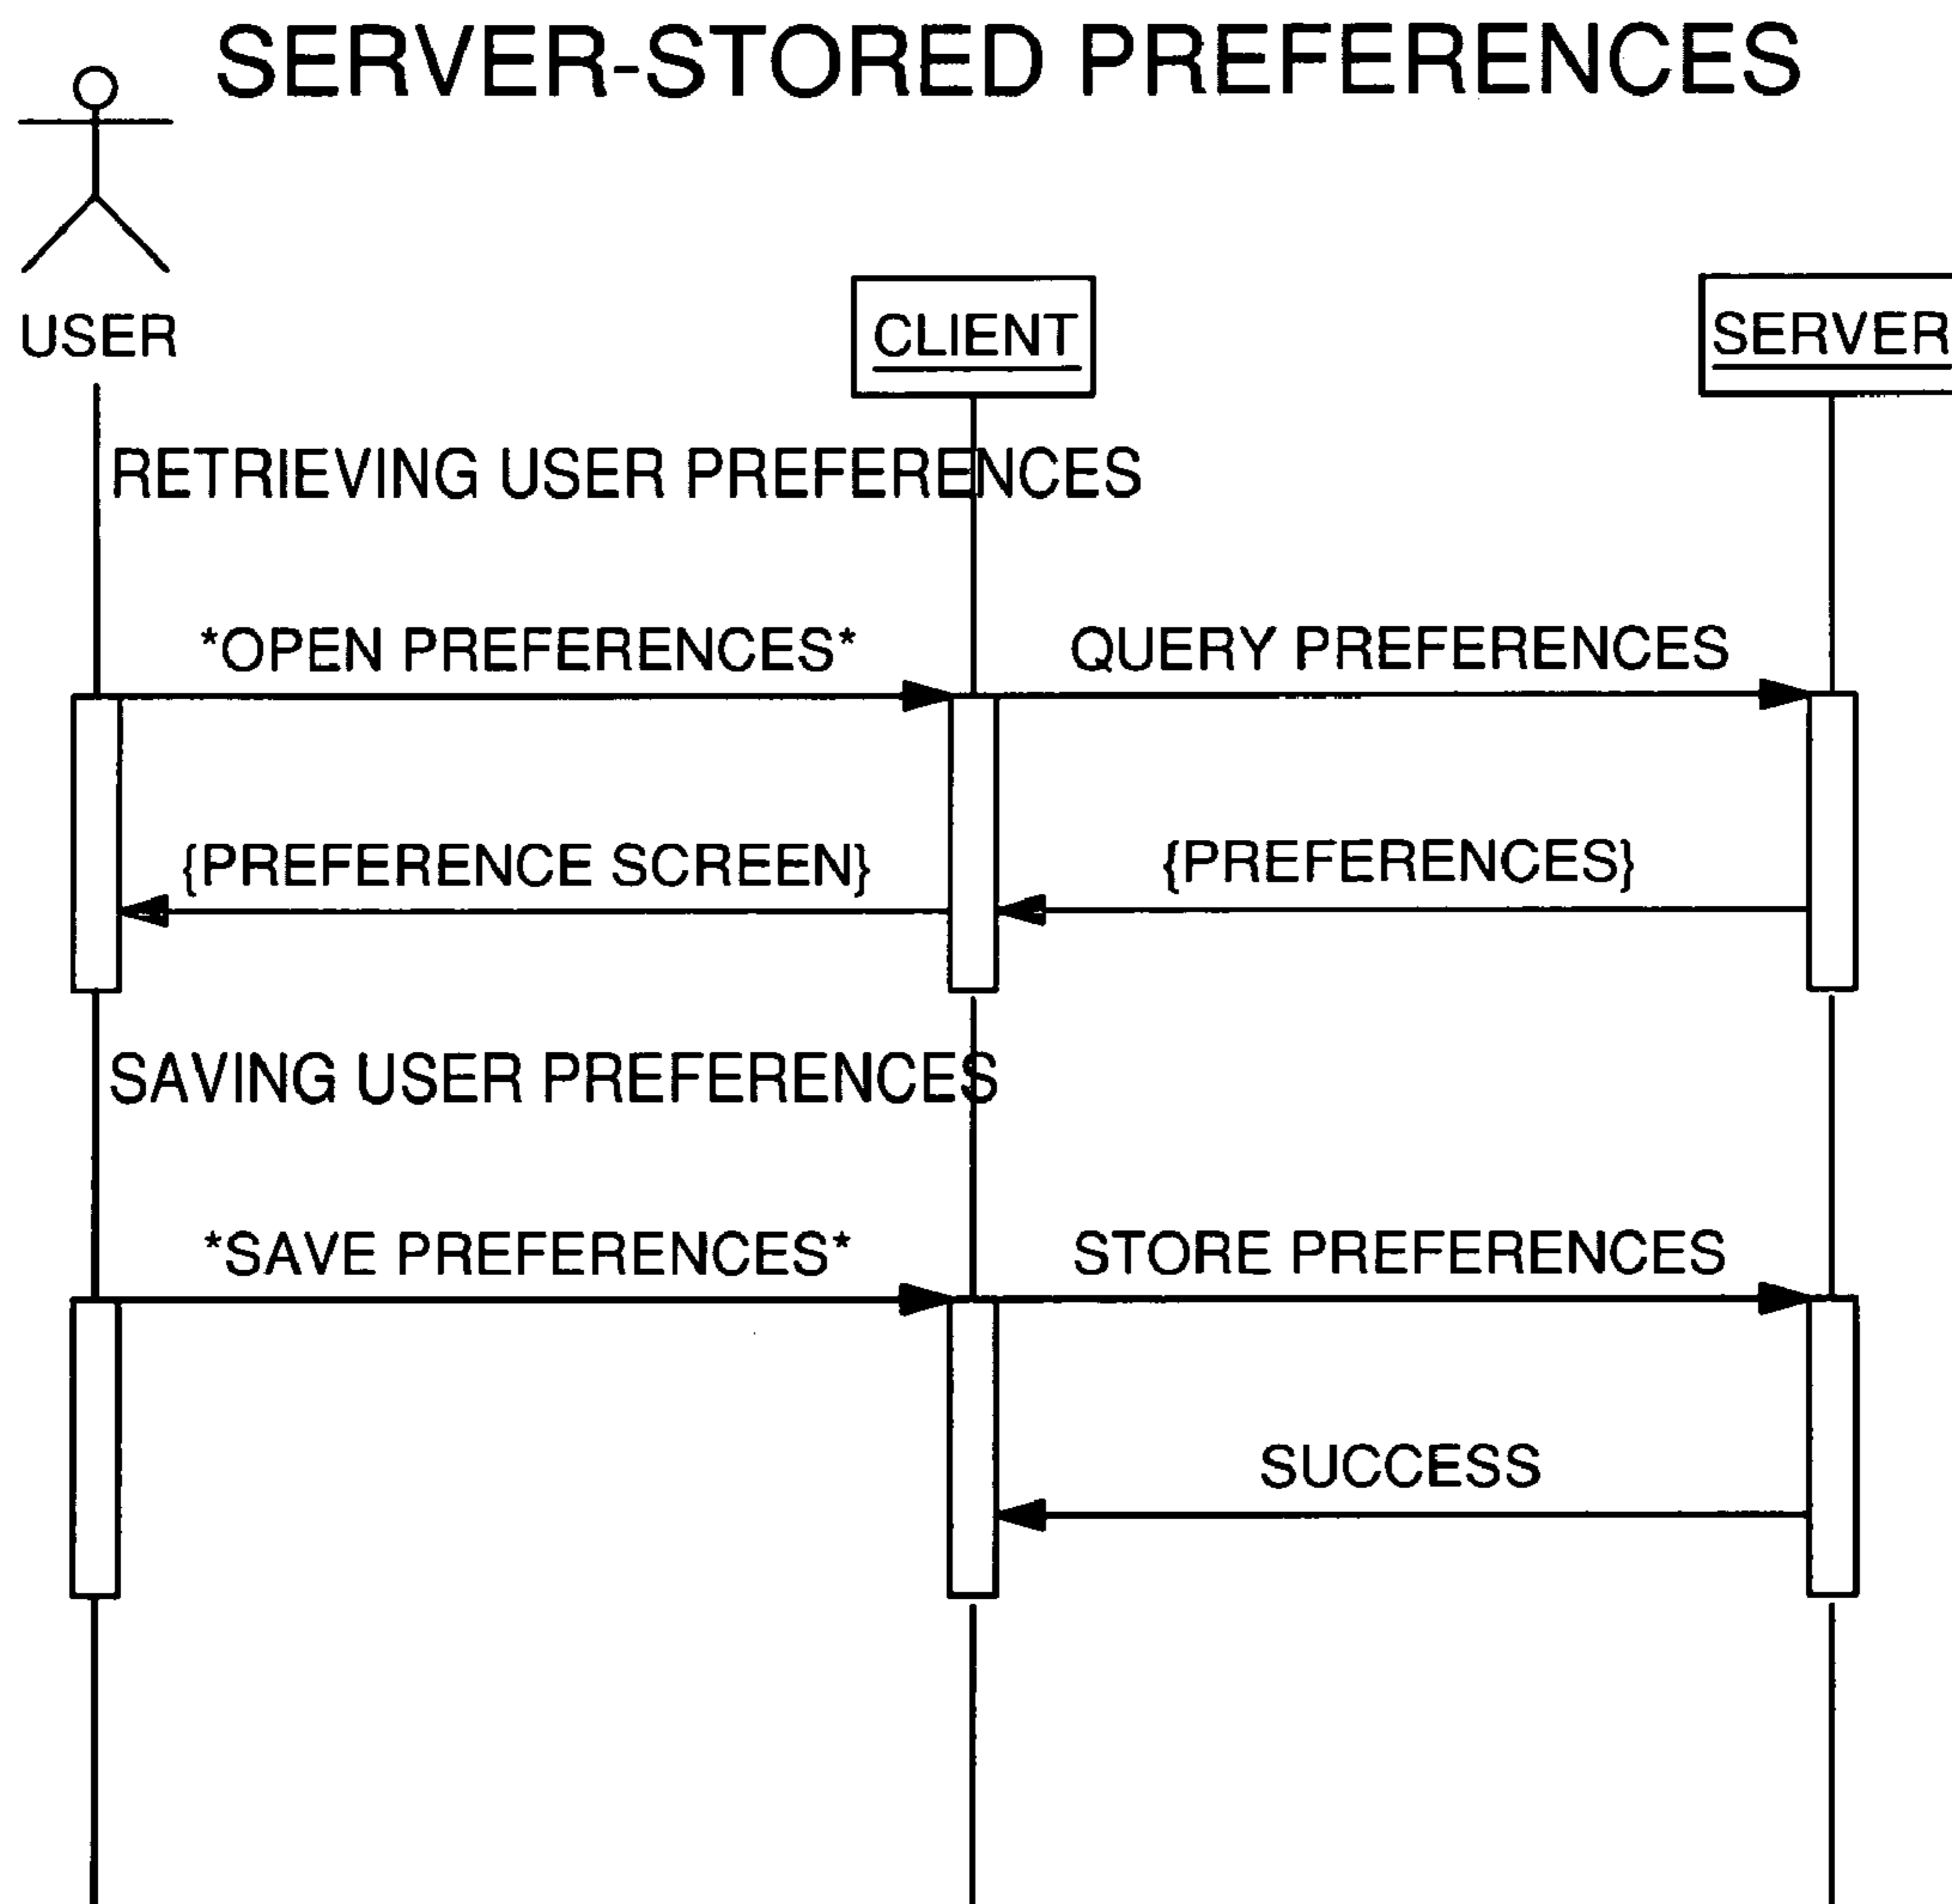 SERVER-STORED PREFERENCES
USER
CLIENT
SERVER
RETRIEVING USER PREFERENCES
*OPEN PREFERENCES*
QUERY PREFERENCES
{PREFERENCE SCREEN}
{PREFERENCES}
SAVING USER PREFERENCES
*SAVE PREFERENCES*
STORE PREFERENCES
SUCCESS